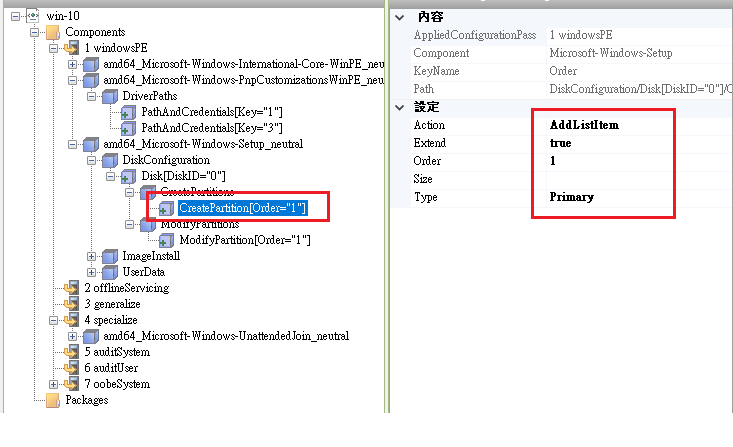 win-10
Components
1 windowsPE
amd64_Microsoft-Windows-International-Core-WinPE_neu
amd64_Microsoft-Windows-PnpCustomizationsWinPE_neu
DriverPaths
PathAndCredentials[Key="1"]
PathAndCredentials[Key="3"]
amd64_Microsoft-Windows-Setup_neutral
DiskConfiguration
Disk[DiskID="0"]
CreatePartitions
CreatePartition[Order="1"]
ModifyPartitions
ModifyPartition[Order="1"]
ImageInstall
UserData
2 offlineServicing
3 generalize
4 specialize
amd64_Microsoft-Windows-UnattendedJoin_neutral
5 auditSystem
6 auditUser
7 oobeSystem
Packages
內容
AppliedConfigurationPass 1 windowsPE
Component Microsoft-Windows-Setup
KeyName Order
Path DiskConfiguration/Disk[DiskID="0"]/C
設定
Action AddListItem
Extend true
Order 1
Size
Type Primary